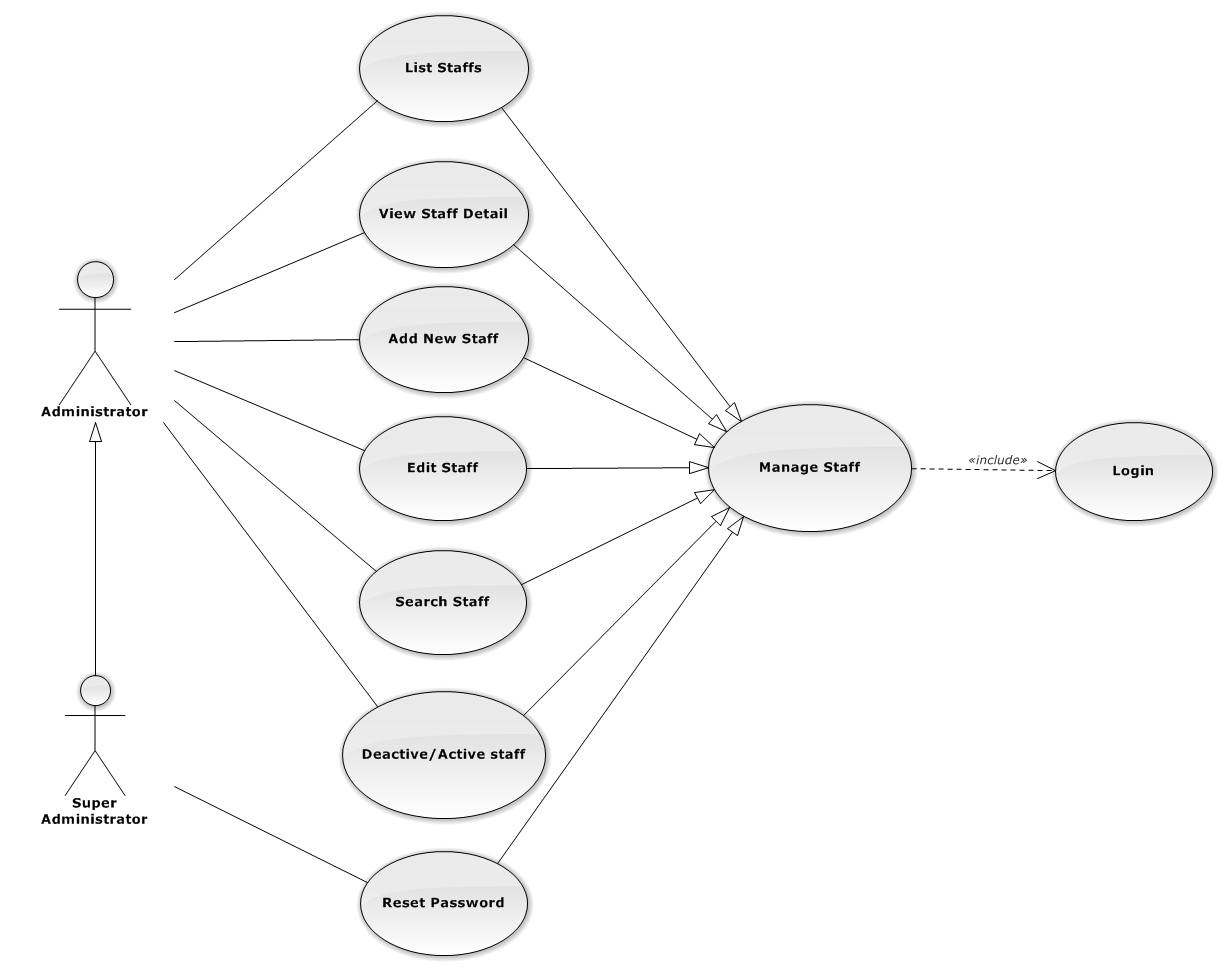 List Staffs
View Staff Detail
Add New Staff
Administrator
Edit Staff
Manage Staff
«include»
Login
Search Staff
Deactive/Active staff
Super
Administrator
Reset Password